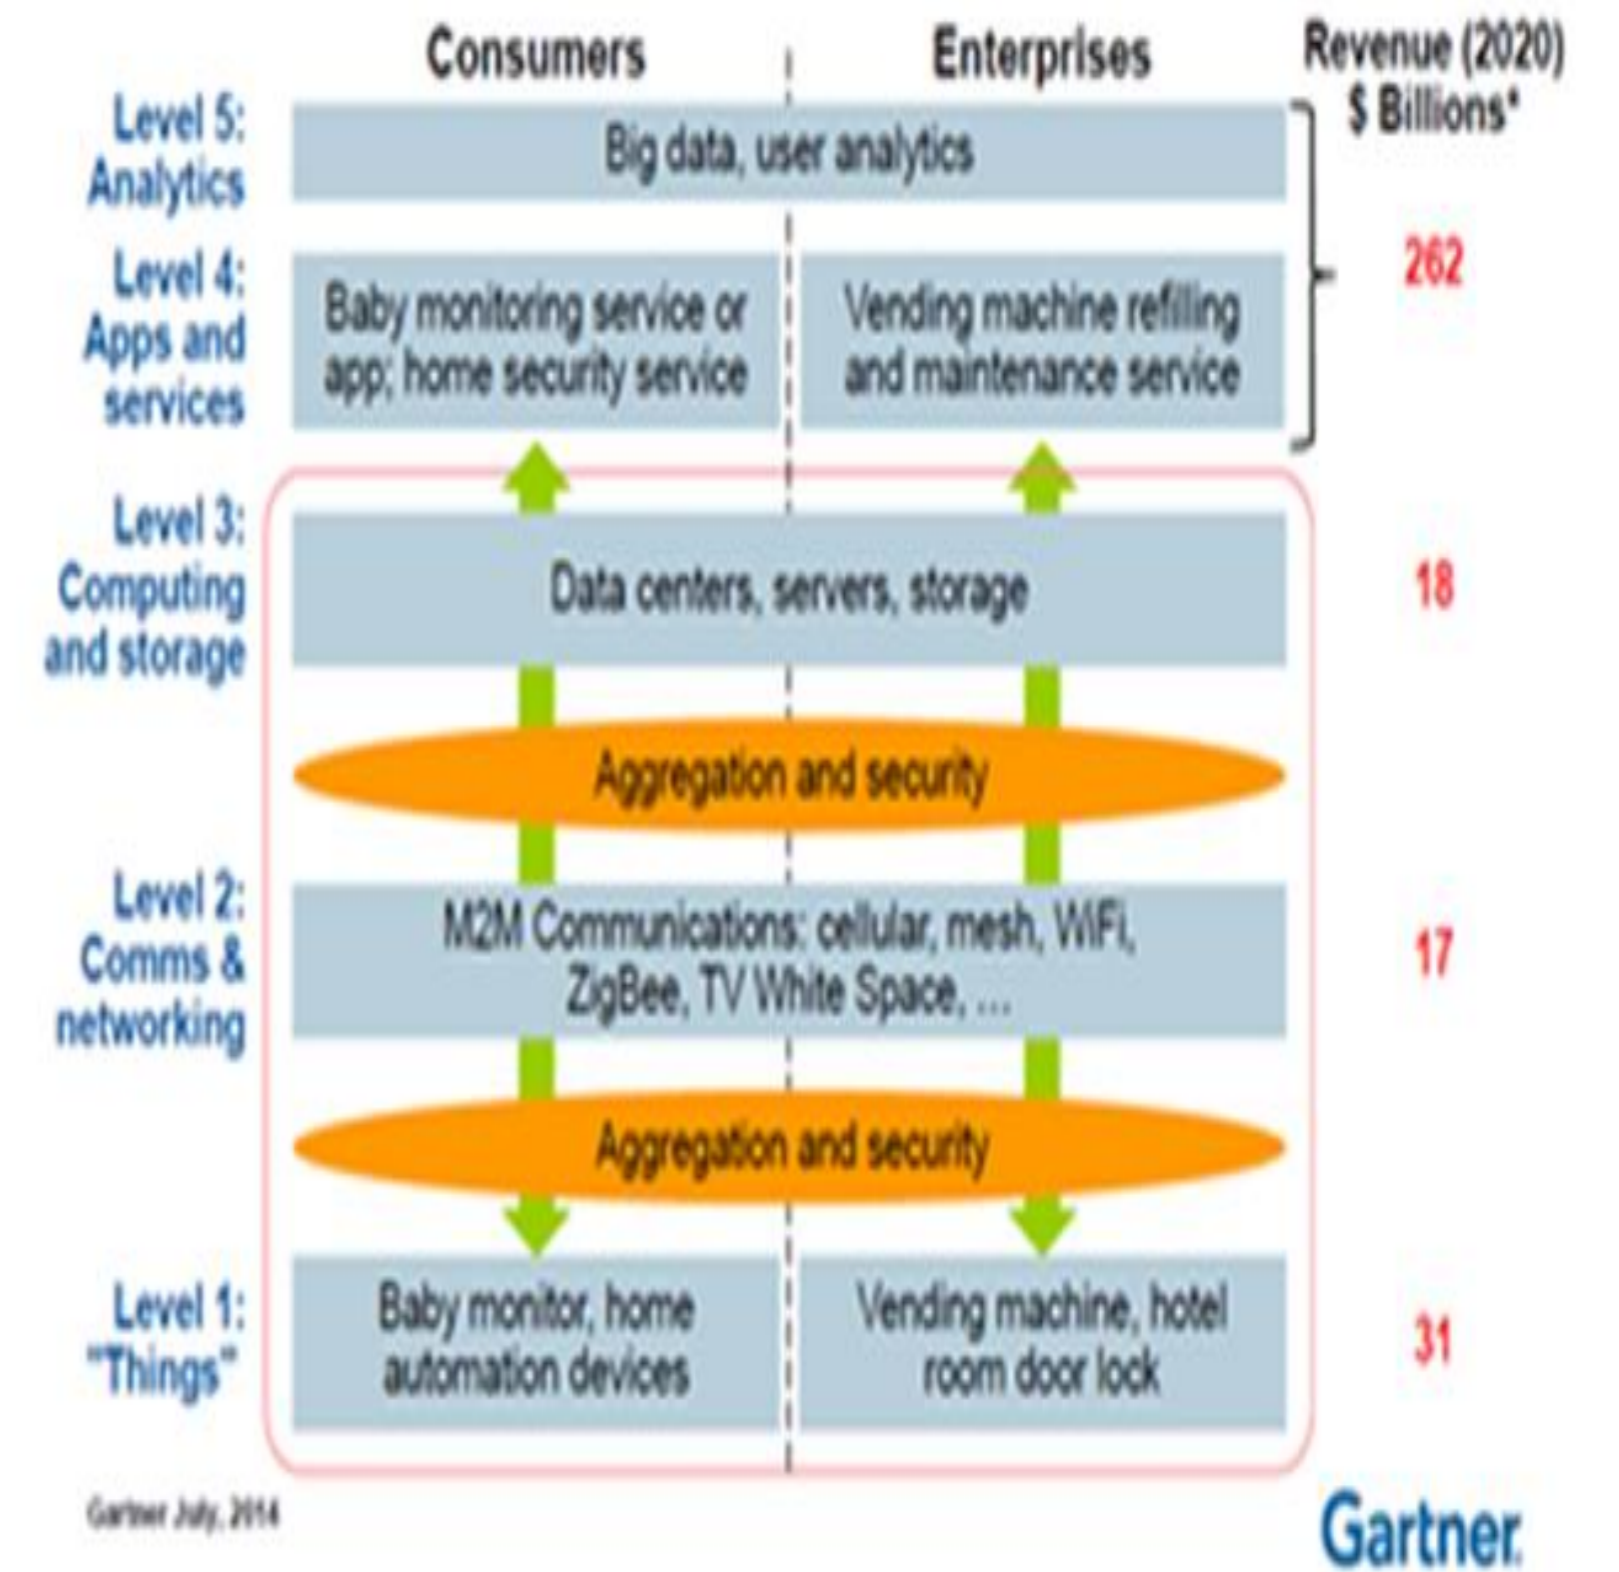 Consumers
Enterprises
Revenue (2020)
$ Billions*
Level 5:
Analytics
Big data, user analytics
262
Level 4:
Apps and
services
Baby monitoring service or
app; home security service
Vending machine refilling
and maintenance service
Level 3:
Computing
and storage
Data centers, servers, storage
18
Aggregation and security
Level 2:
Comms &
networking
M2M Communications: cellular, mesh, WiFi,
ZigBee, TV White Space, …
17
Aggregation and security
Level 1:
"Things"
Baby monitor, home
automation devices
Vending machine, hotel
room door lock
31
Gartner July, 2014
Gartner.